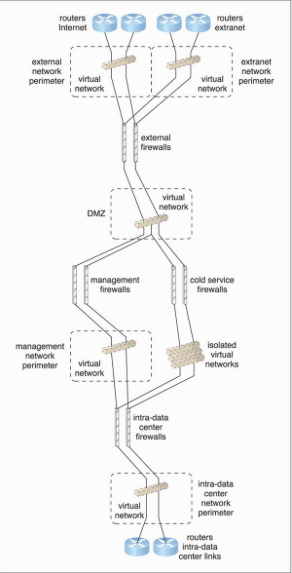 routers
Internet
routers
extranet
external
network
perimeter
virtual
network
virtual
network
extranet
network
perimeter
external
firewalls
DMZ
virtual
network
management
firewalls
cold service
firewalls
management
network
perimeter
virtual
network
isolated
virtual
networks
intra-data
center
firewalls
virtual
network
intra-data
center
network
perimeter
routers
intra-data
center links